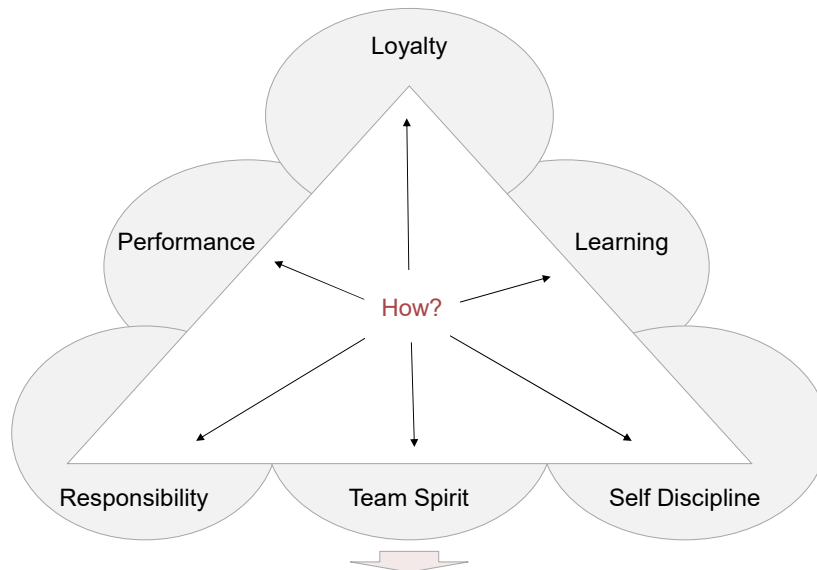 Loyalty
Performance
Learning
How?
Responsibility
Team Spirit
Self Discipline